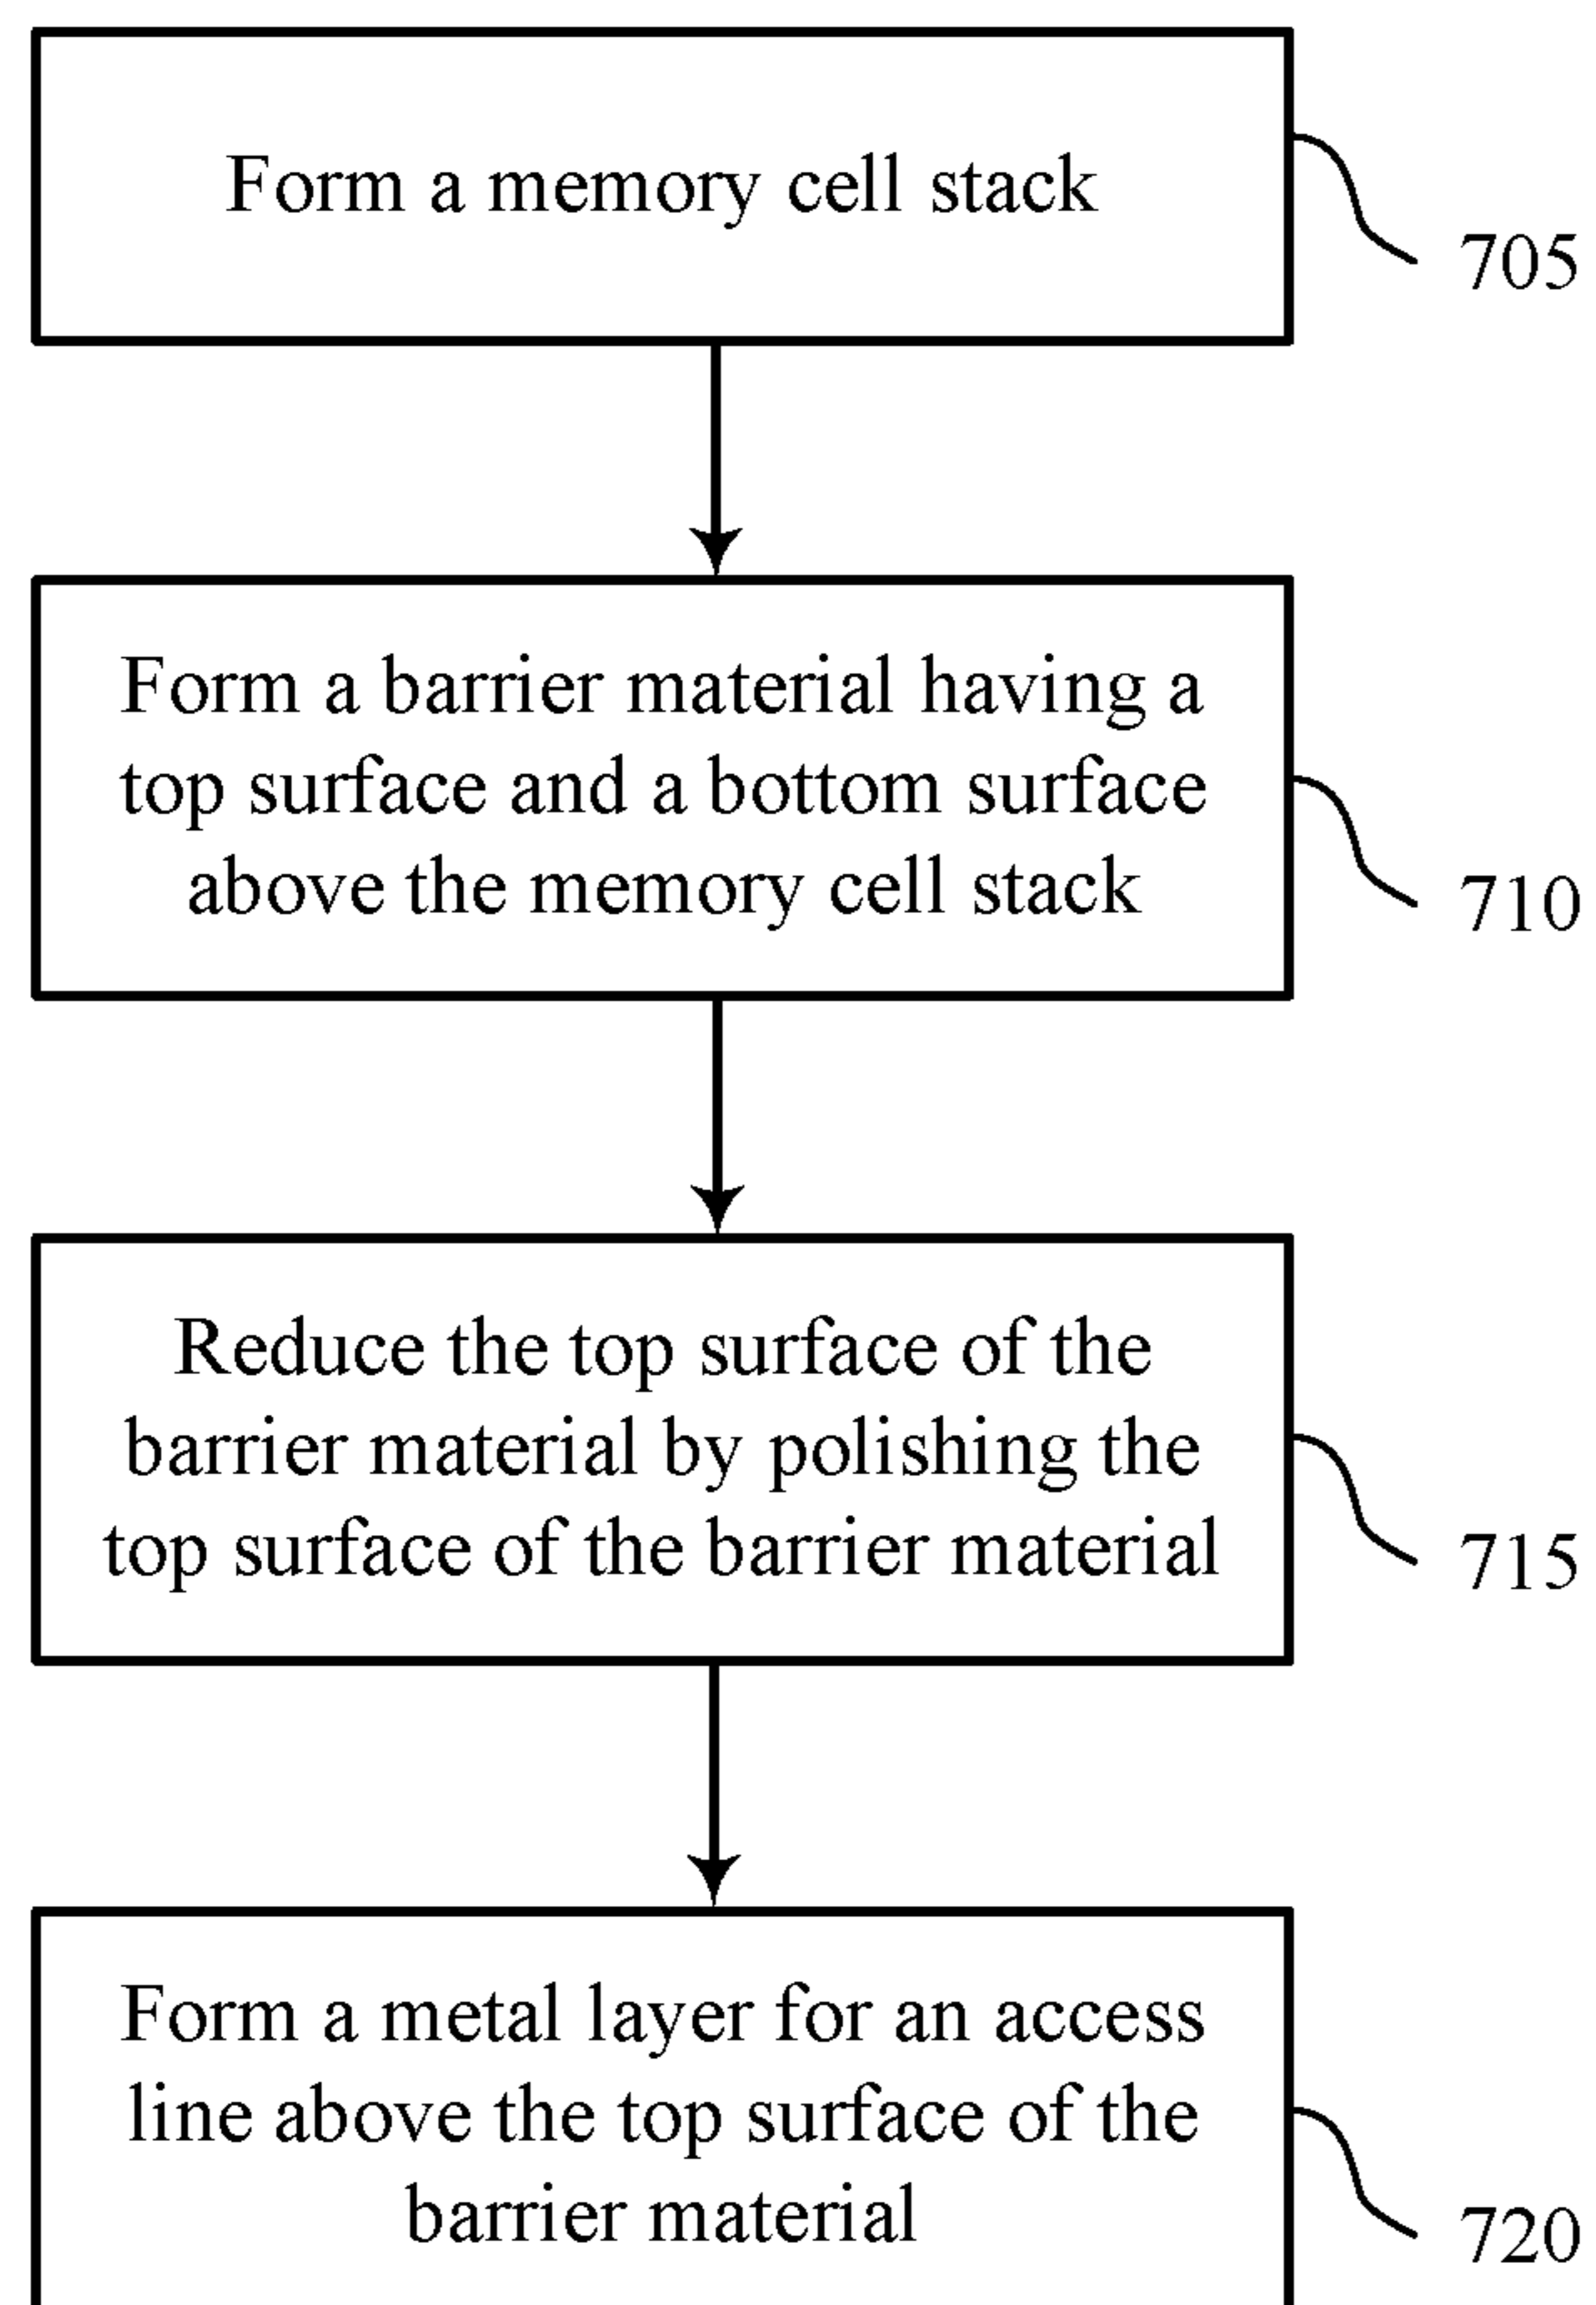 Form a memory cell stack
705
Form a barrier material having a
top surface and a bottom surface
above the memory cell stack
710
Reduce the top surface of the
barrier material by polishing the
top surface of the barrier material
715
Form a metal layer for an access
line above the top surface of the
barrier material
720